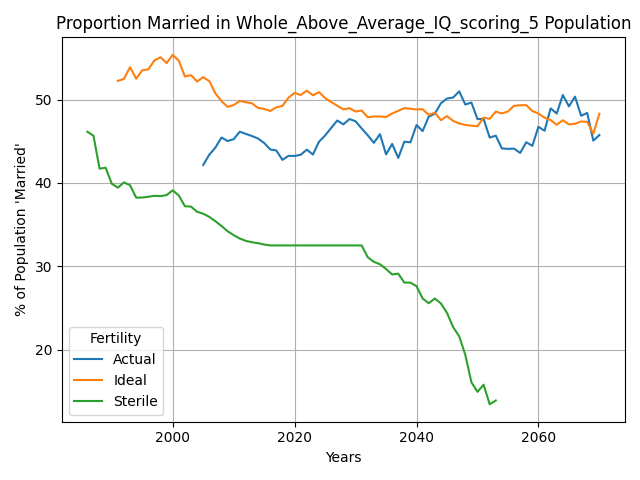 Proportion Married in Whole_Above_Average_IQ_scoring_5 Population
% of Population 'Married'
50
40
30
20
Fertility
Actual
Ideal
Sterile
2000
2020
2040
2060
Years